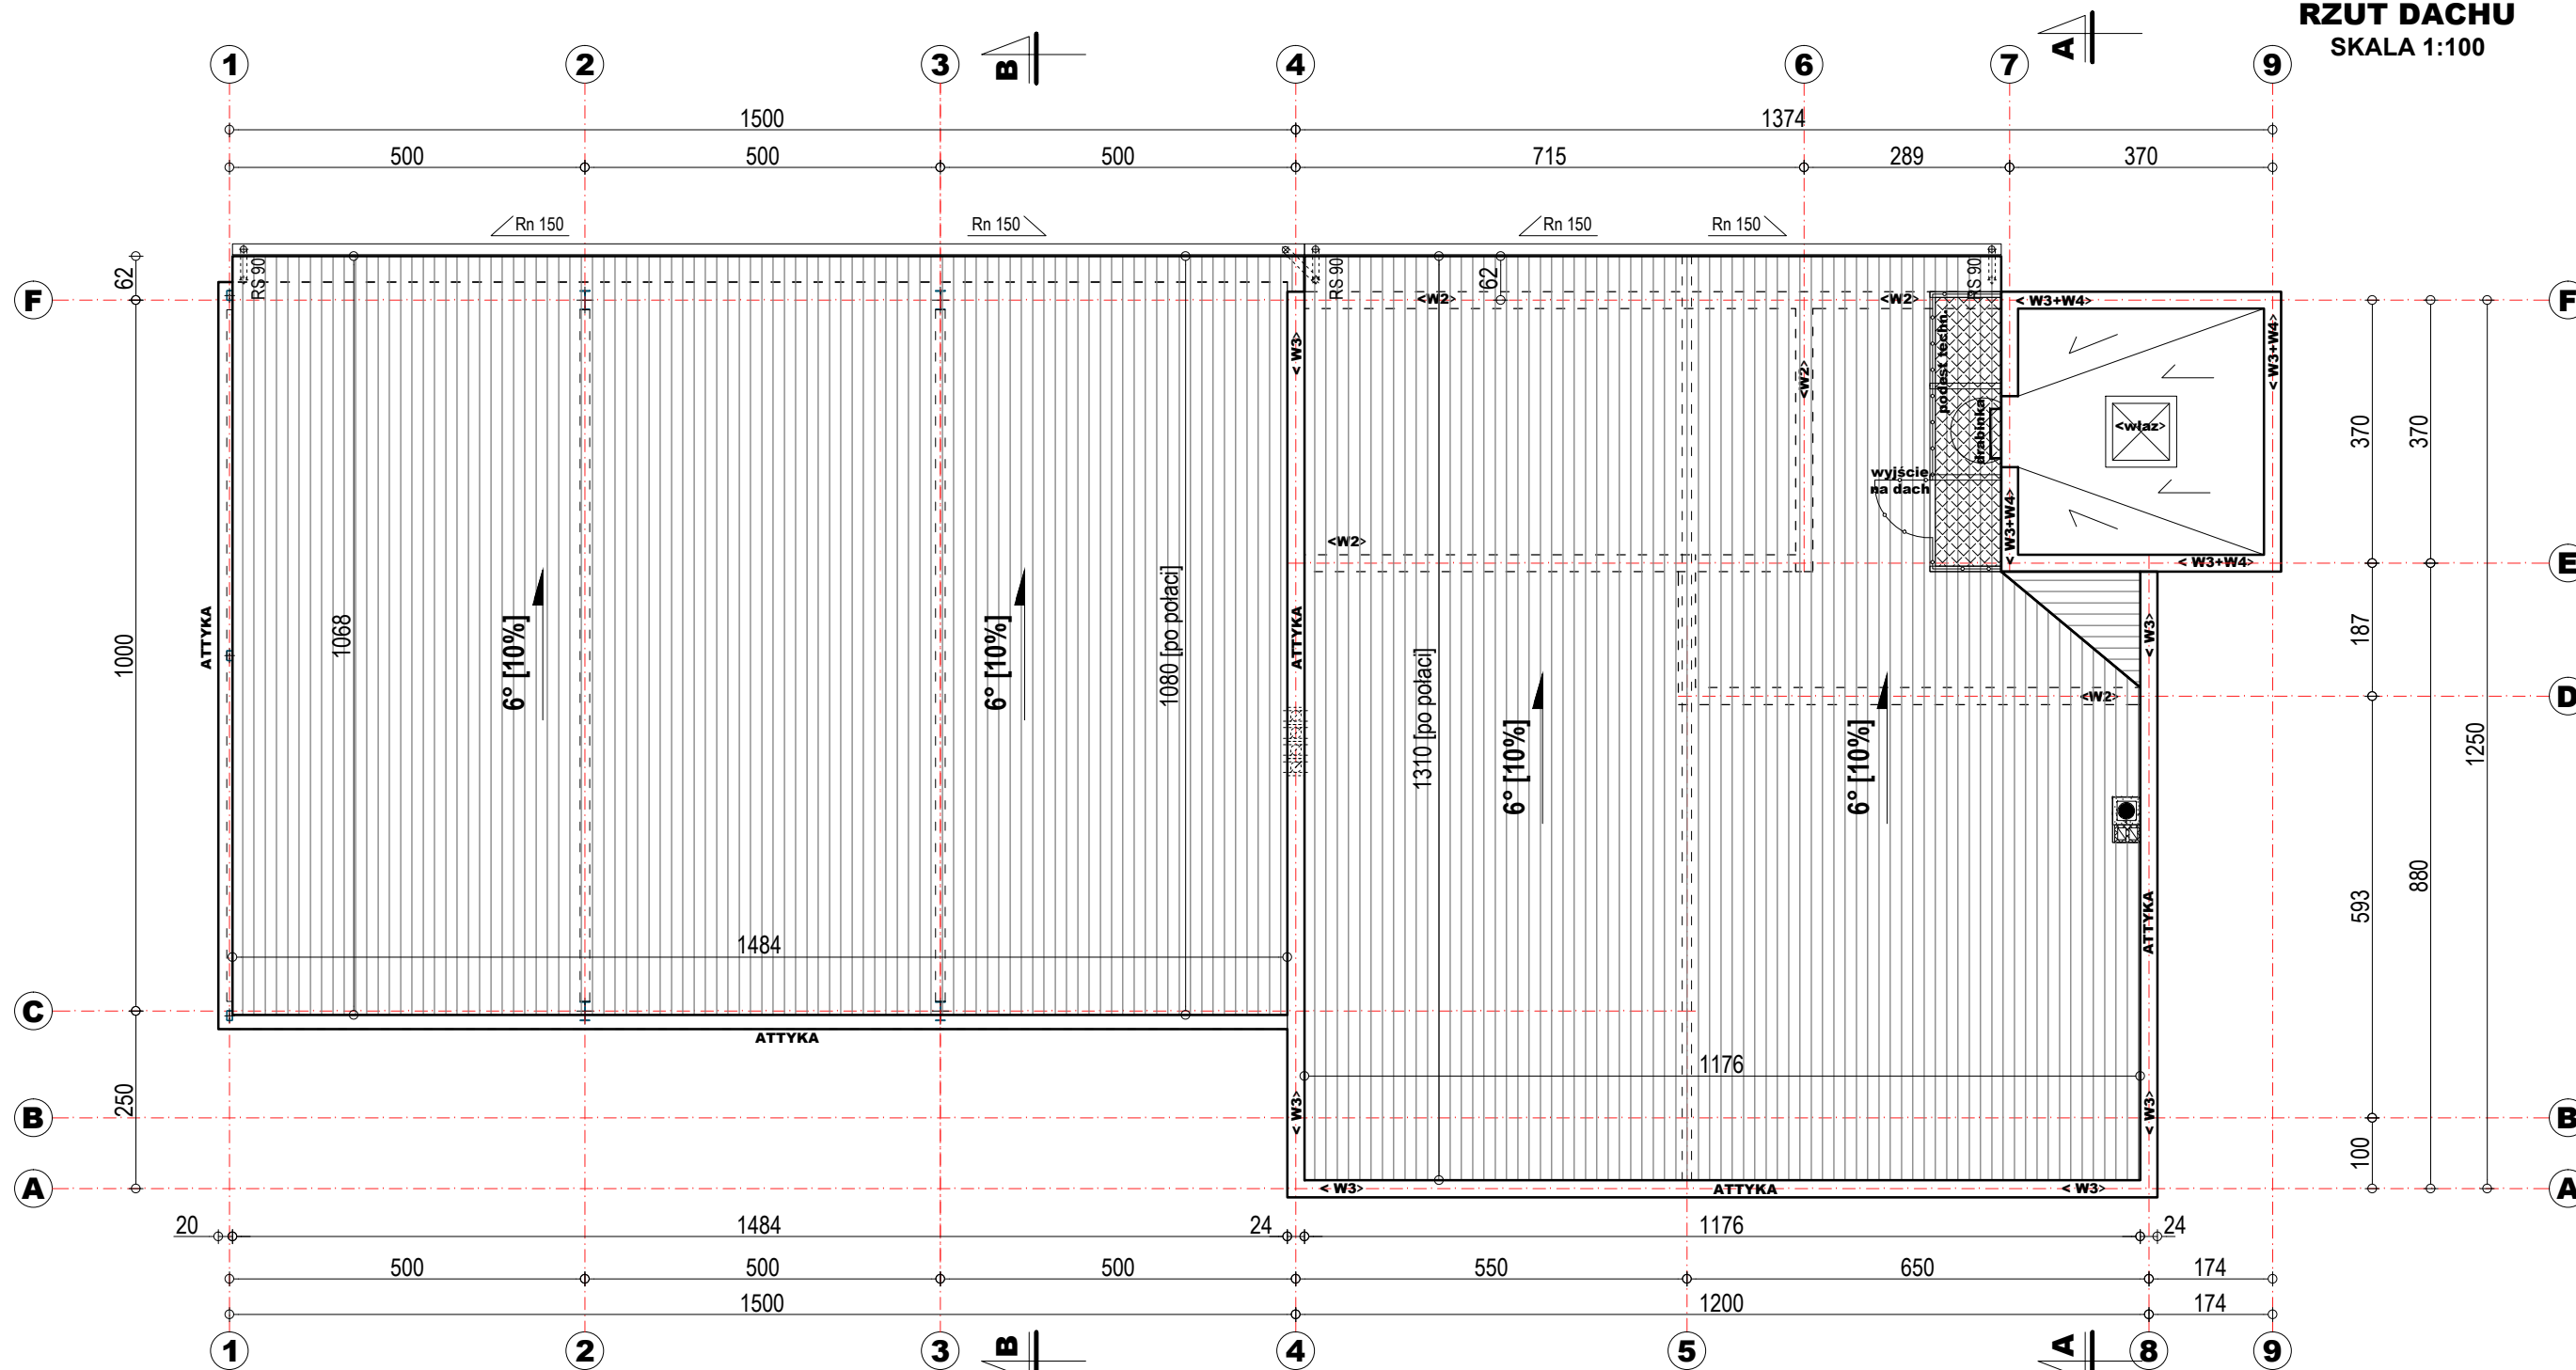 RZUT DACHU
SKALA 1:100
B
A
1
2
3
4
6
7
9
1500
1374
500
500
500
715
289
370
Rn 150
Rn 150
Rn 150
Rn 150
62
RS 90
RS 90
62
RS 90
F
<W2>
<W2>
< W3+W4>
F
< W3>
<W2>
podest techn.
drabinka
<właz>
< W3+W4>
370
370
wyjście
na dach
< W3+W4>
<W2>
< W3+W4>
E
ATTYKA
1000
1068
6° [10%]
6° [10%]
1080 [po połaci]
ATTYKA
1310 [po połaci]
6° [10%]
6° [10%]
< W3>
187
<W2>
D
1250
880
593
ATTYKA
1484
C
ATTYKA
250
1176
B
< W3>
< W3>
B
100
A
< W3>
ATTYKA
< W3>
A
20
1484
24
1176
24
500
500
500
550
650
174
1500
1200
174
1
2
3
B
4
5
A
8
9